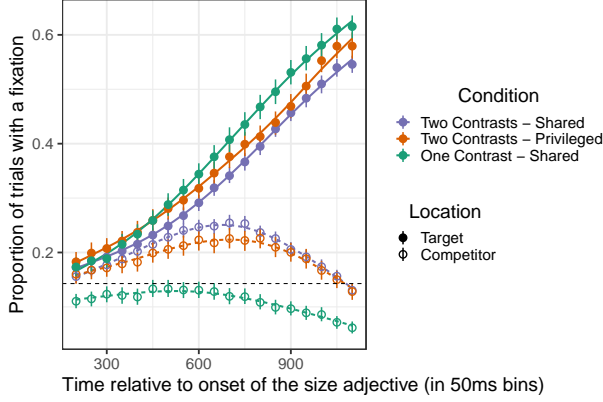 Proportion of trials with a fixation
0.6
0.4
0.2
300
600
900
Time relative to onset of the size adjective (in 50ms bins)
Condition
Two Contrasts − Shared
Two Contrasts − Privileged
One Contrast − Shared
Location
Target
Competitor